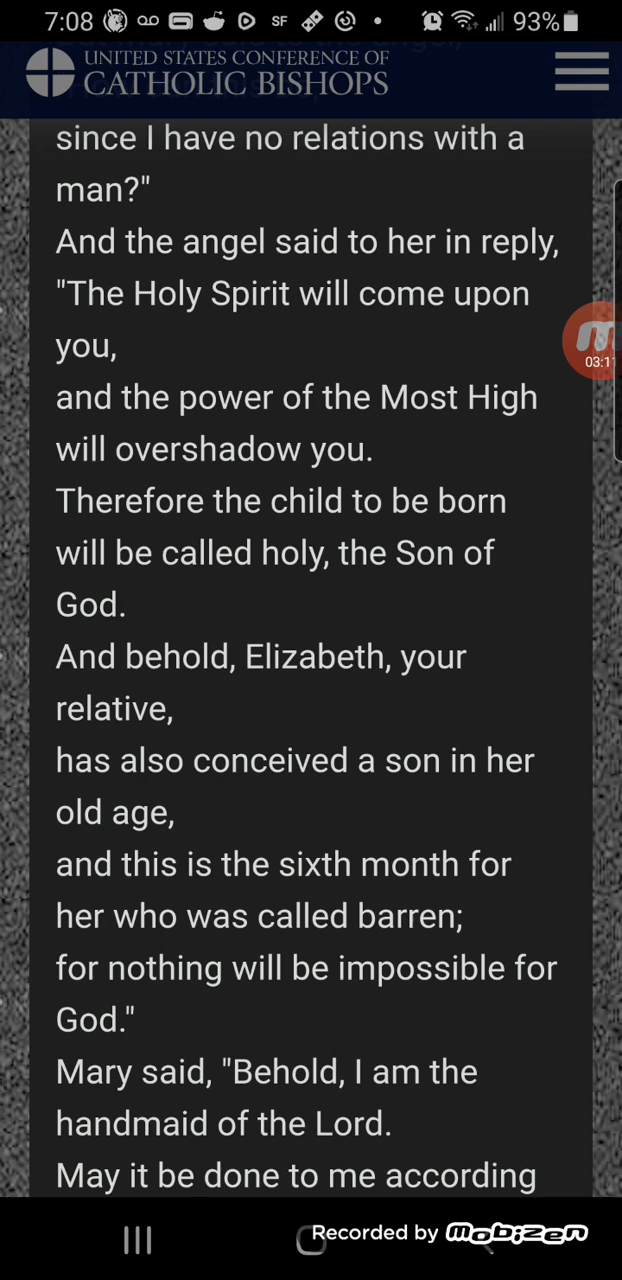 7:08 SF 93%
UNITED STATES CONFERENCE OF
CATHOLIC BISHOPS
since I have no relations with a
man?"
And the angel said to her in reply,
"The Holy Spirit will come upon
you,
03:11
and the power of the Most High
will overshadow you.
Therefore the child to be born
will be called holy, the Son of
God.
And behold, Elizabeth, your
relative,
has also conceived a son in her
old age,
and this is the sixth month for
her who was called barren;
for nothing will be impossible for
God."
Mary said, "Behold, I am the
handmaid of the Lord.
May it be done to me according
Recorded by Mobizen